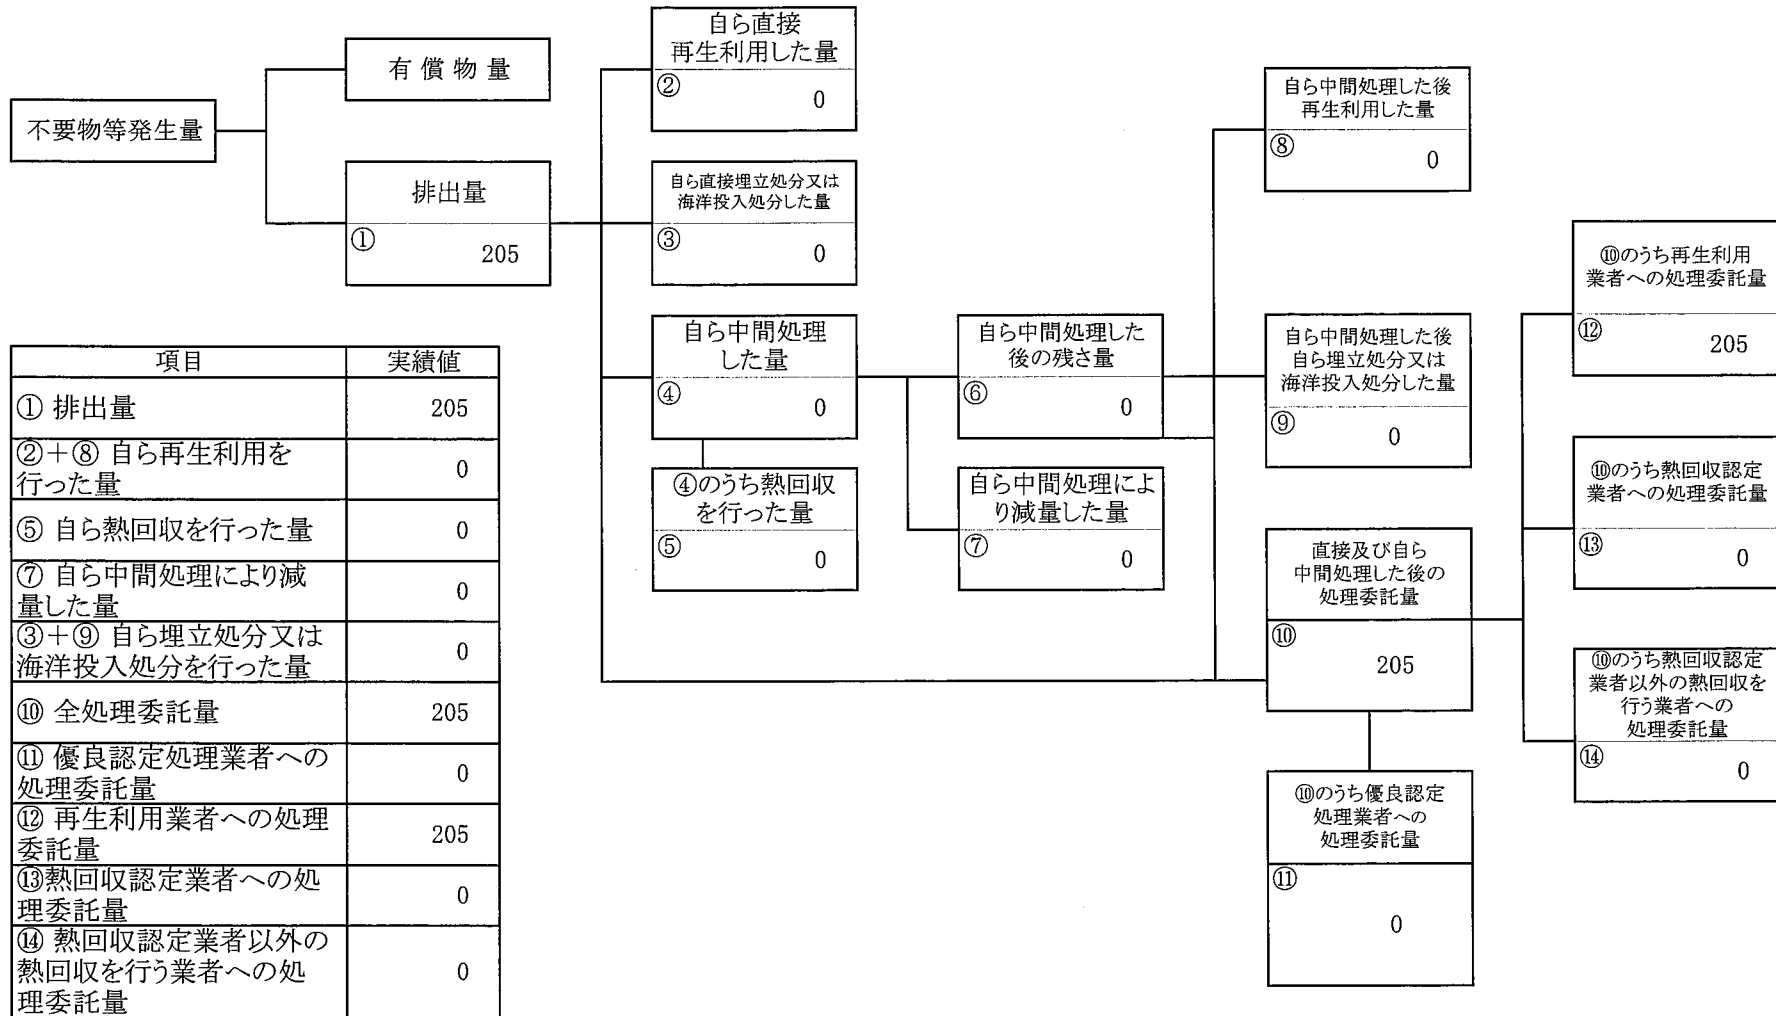 不要物等発生量
有償物量
排出量
①
205
自ら直接
再生利用した量
②
0
自ら直接埋立処分又は
海洋投入処分した量
③
0
自ら中間処理
した量
④
0
④のうち熱回収
を行った量
⑤
0
自ら中間処理した
後の残さ量
⑥
0
自ら中間処理によ
り減量した量
⑦
0
自ら中間処理した後
再生利用した量
⑧
0
自ら中間処理した後
自ら埋立処分又は
海洋投入処分した量
⑨
0
直接及び自ら
中間処理した後の
処理委託量
⑩
205
⑩のうち優良認定
処理業者への
処理委託量
⑪
0
⑩のうち再生利用
業者への処理委託量
⑫
205
⑩のうち熱回収認定
業者への処理委託量
⑬
0
⑩のうち熱回収認定
業者以外の熱回収を
行う業者への
処理委託量
⑭
0
項目 実績値
① 排出量 205
②+⑧ 自ら再生利用を
行った量 0
⑤ 自ら熱回収を行った量 0
⑦ 自ら中間処理により減
量した量 0
③+⑨ 自ら埋立処分又は
海洋投入処分を行った量 0
⑩ 全処理委託量 205
⑪ 優良認定処理業者への
処理委託量 0
⑫ 再生利用業者への処理
委託量 205
⑬熱回収認定業者への処
理委託量 0
⑭ 熱回収認定業者以外の
熱回収を行う業者への処
理委託量 0